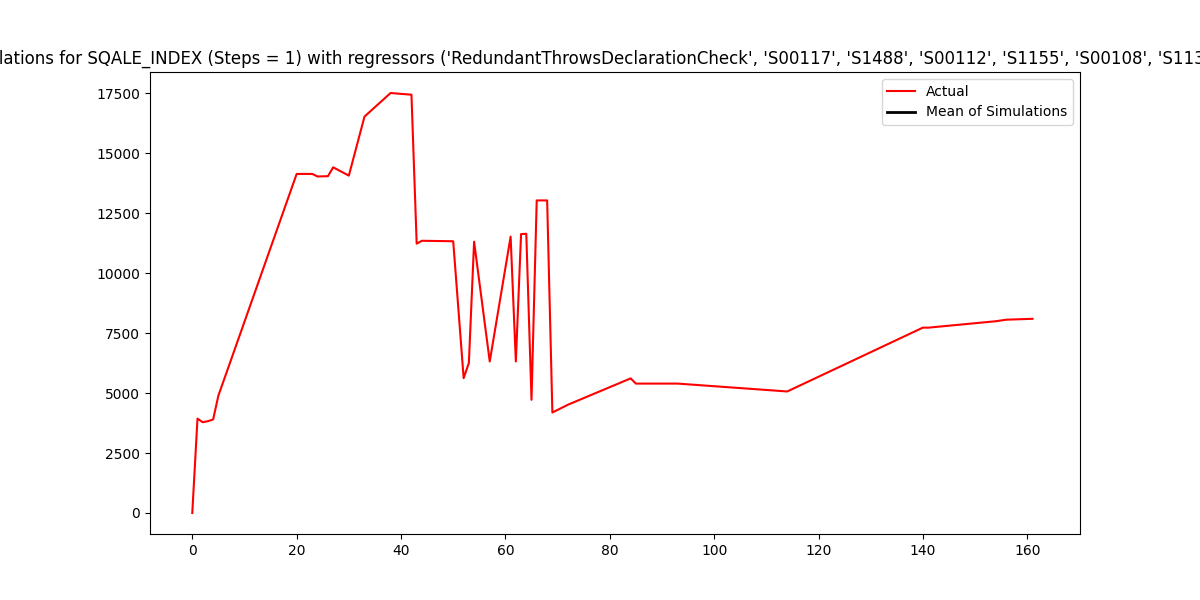 lations for SQALE_INDEX (Steps = 1) with regressors ('RedundantThrowsDeclarationCheck', 'S00117', 'S1488', 'S00112', 'S1155', 'S00108', 'S113
Actual
Mean of Simulations
17500
15000
12500
10000
7500
5000
2500
0
0 20 40 60 80 100 120 140 160